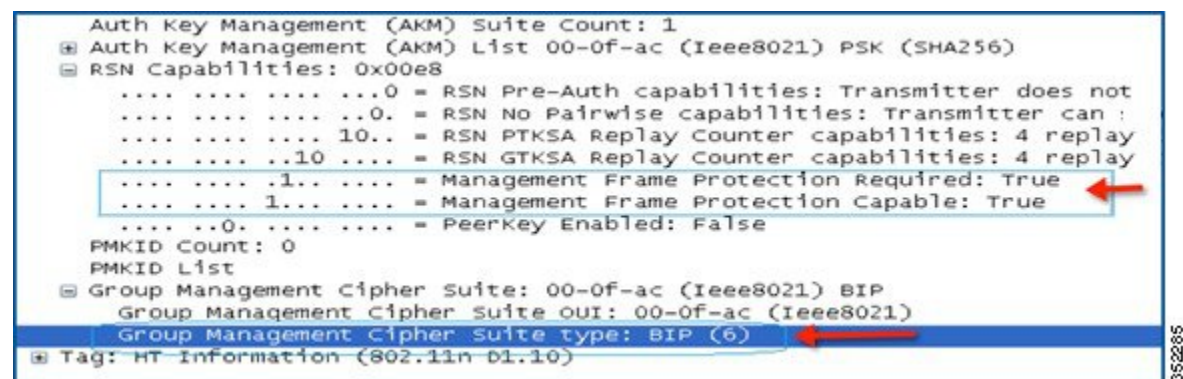 Auth Key Management (AKM) Suite Count: 1
Auth Key Management (AKM) List 00-0f-ac (Ieee8021) PSK (SHA256)
RSN Capabilities: 0x00e8
.... .... .... ...0 = RSN Pre-Auth capabilities: Transmitter does not
.... .... .... ..0. = RSN No Pairwise capabilities: Transmitter can
.... .... .... 10.. = RSN PTKSA Replay Counter capabilities: 4 replay
.... .... ..10 .... = RSN GTKSA Replay Counter capabilities: 4 replay
.... .... .1.. .... = Management Frame Protection Required: True
.... .... 1... .... = Management Frame Protection Capable: True
.... ..0. .... .... = PeerKey Enabled: False
PMKID Count: 0
PMKID List
Group Management Cipher Suite: 00-0f-ac (Ieee8021) BIP
Group Management Cipher Suite OUI: 00-0f-ac (Ieee8021)
Group Management Cipher Suite type: BIP (6)
Tag: HT Information (802.11n D1.10)
352285